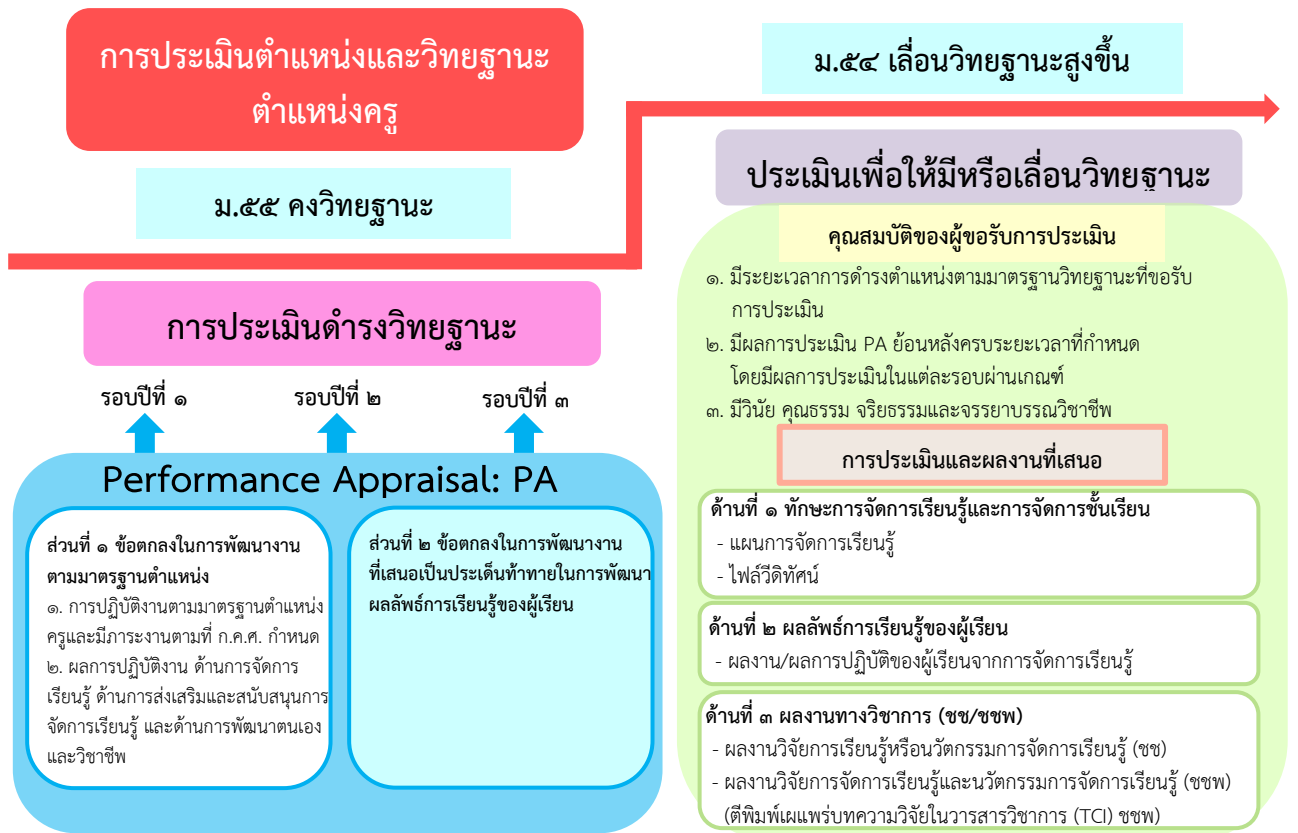 การประเมินตำแหน่งและวิทยฐานะ
ตำแหน่งครู
ม.๕๕ คงวิทยฐานะ
การประเมินดำรงวิทยฐานะ
รอบปีที่ ๑
รอบปีที่ ๒
รอบปีที่ ๓
Performance Appraisal: PA
ส่วนที่ ๑ ข้อตกลงในการพัฒนางาน
ตามมาตรฐานตำแหน่ง
๑. การปฏิบัติงานตามมาตรฐานตำแหน่ง
ครูและมีภาระงานตามที่ ก.ค.ศ. กำหนด
๒. ผลการปฏิบัติงาน ด้านการจัดการ
เรียนรู้ ด้านการส่งเสริมและสนับสนุนการ
จัดการเรียนรู้ และด้านการพัฒนาตนเอง
และวิชาชีพ
ส่วนที่ ๒ ข้อตกลงในการพัฒนางาน
ที่เสนอเป็นประเด็นท้าทายในการพัฒนา
ผลลัพธ์การเรียนรู้ของผู้เรียน
ม.๕๔ เลื่อนวิทยฐานะสูงขึ้น
ประเมินเพื่อให้มีหรือเลื่อนวิทยฐานะ
คุณสมบัติของผู้ขอรับการประเมิน
๑. มีระยะเวลาการดำรงตำแหน่งตามมาตรฐานวิทยฐานะที่ขอรับ
การประเมิน
๒. มีผลการประเมิน PA ย้อนหลังครบระยะเวลาที่กำหนด
โดยมีผลการประเมินในแต่ละรอบผ่านเกณฑ์
๓. มีวินัย คุณธรรม จริยธรรมและจรรยาบรรณวิชาชีพ
การประเมินและผลงานที่เสนอ
ด้านที่ ๑ ทักษะการจัดการเรียนรู้และการจัดการชั้นเรียน
- แผนการจัดการเรียนรู้
- ไฟล์วีดิทัศน์
ด้านที่ ๒ ผลลัพธ์การเรียนรู้ของผู้เรียน
- ผลงาน/ผลการปฏิบัติของผู้เรียนจากการจัดการเรียนรู้
ด้านที่ ๓ ผลงานทางวิชาการ (ชช/ชชพ)
- ผลงานวิจัยการเรียนรู้หรือนวัตกรรมการจัดการเรียนรู้ (ชช)
- ผลงานวิจัยการจัดการเรียนรู้และนวัตกรรมการจัดการเรียนรู้ (ชชพ)
(ตีพิมพ์เผแพร่บทความวิจัยในวารสารวิชาการ (TCI) ชชพ)